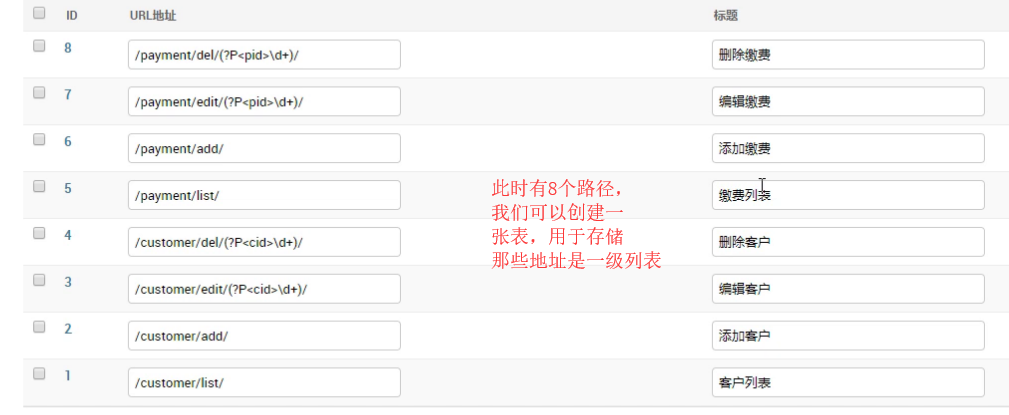 ID URL地址 标题
8 /payment/del/(?P<pid>\d+)/ 删除缴费
7 /payment/edit/(?P<pid>\d+)/ 编辑缴费
6 /payment/add/ 添加缴费
5 /payment/list/ 缴费列表
4 /customer/del/(?P<cid>\d+)/ 删除客户
3 /customer/edit/(?P<cid>\d+)/ 编辑客户
2 /customer/add/ 添加客户
1 /customer/list/ 客户列表
此时有8个路径，
我们可以创建一
张表，用于存储
那些地址是一级列表